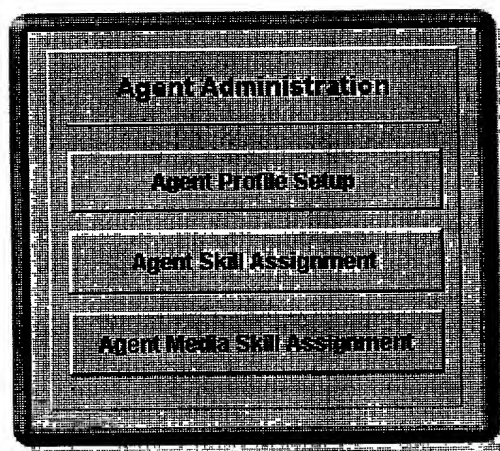 Agent Administration
Agent Profile Setup
Agent Skill Assignment
Agent Media Skill Assignment